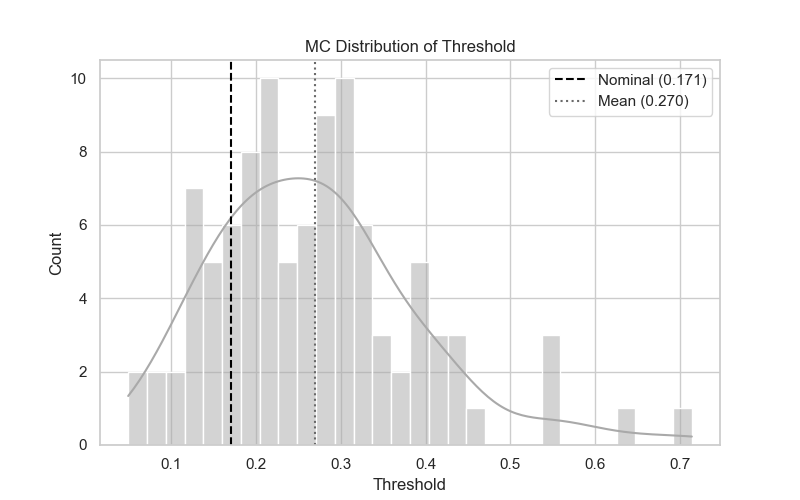 MC Distribution of Threshold
Nominal (0.171)
Mean (0.270)
Count
10
8
6
4
2
0
0.1 0.2 0.3 0.4 0.5 0.6 0.7
Threshold